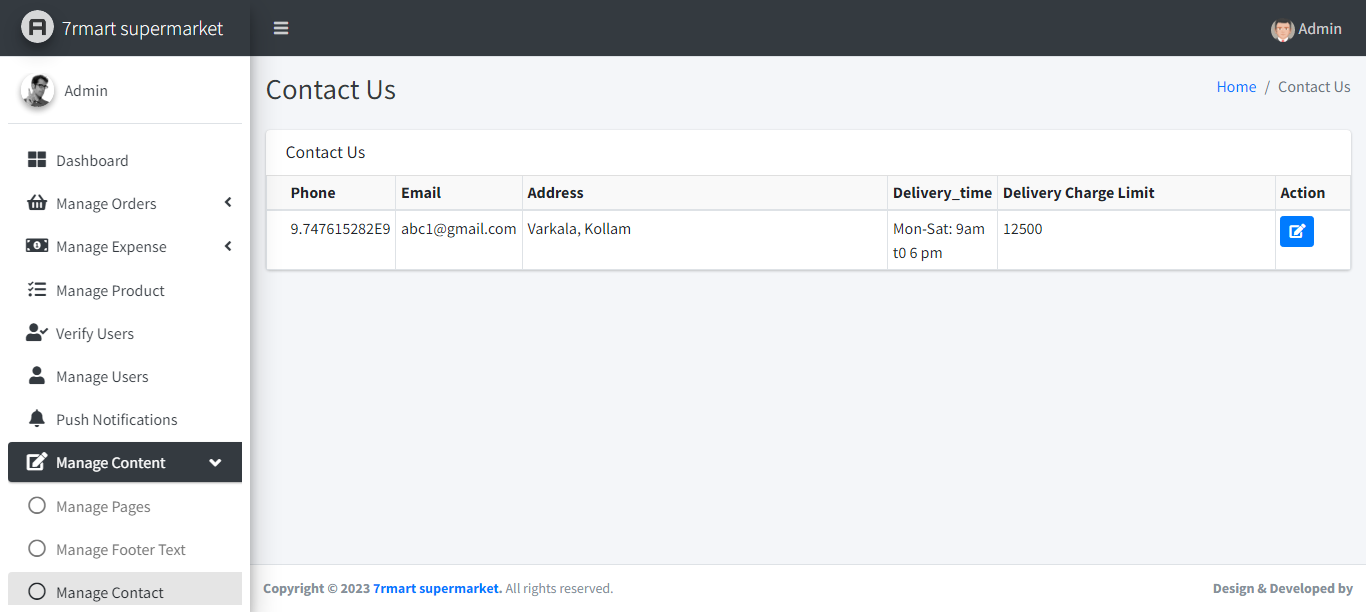 7rmart supermarket
Admin
Admin
Dashboard
Manage Orders
Manage Expense
Manage Product
Verify Users
Manage Users
Push Notifications
Manage Content
Manage Pages
Manage Footer Text
Manage Contact
Contact Us
Home / Contact Us
Contact Us
Phone Email Address Delivery_time Delivery Charge Limit Action
9.747615282E9 abc1@gmail.com Varkala, Kollam Mon-Sat: 9am 12500
t0 6 pm
Copyright © 2023 7rmart supermarket. All rights reserved. Design & Developed by